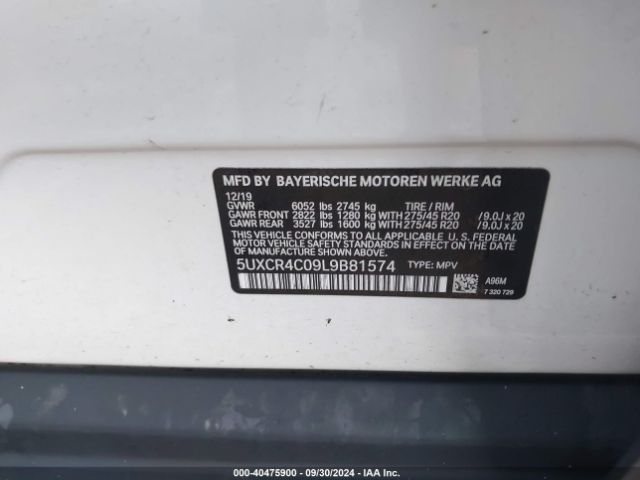 MFD BY BAYERISCHE MOTOREN WERKE AG
12/19
GVWR 6052 lbs 2745 kg TIRE / RIM
GAWR FRONT 2822 lbs 1280 kg WITH 275/45 R20 / 9.0J x 20
GAWR REAR 3527 lbs 1600 kg WITH 275/45 R20 / 9.0J x 20
THIS VEHICLE CONFORMS TO ALL APPLICABLE U. S. FEDERAL
MOTOR VEHICLE SAFETY STANDARDS IN EFFECT ON
THE DATE OF MANUFACTURE SHOWN ABOVE.
5UXCR4C09L9B81574 TYPE: MPV
A96M
7 320 729
000-40475900 - 09/30/2024 - IAA Inc.